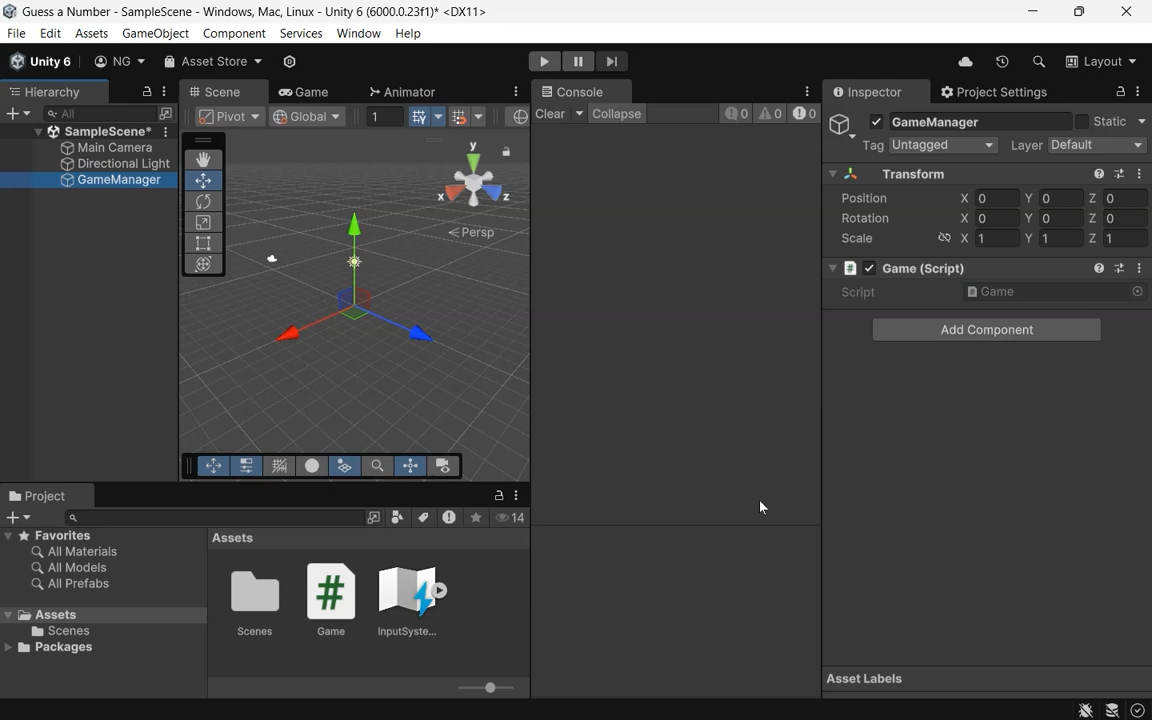 Guess a Number - SampleScene - Windows, Mac, Linux - Unity 6 (6000.0.23f1)* <DX11>
File Edit Assets GameObject Component Services Window Help
Unity 6 NG Asset Store Layout
Hierarchy
All
SampleScene*
Main Camera
Directional Light
GameManager
Scene Game Animator
Pivot Global 1
y
x z
Persp
Console
Clear Collapse 0 0 0
Inspector Project Settings
GameManager Static
Tag Untagged Layer Default
Transform
Position X 0 Y 0 Z 0
Rotation X 0 Y 0 Z 0
Scale X 1 Y 1 Z 1
# Game (Script)
Script Game
Add Component
Project
14
Favorites
All Materials
All Models
All Prefabs
Assets
Scenes
Packages
Assets
#
Scenes Game InputSyste...
Asset Labels